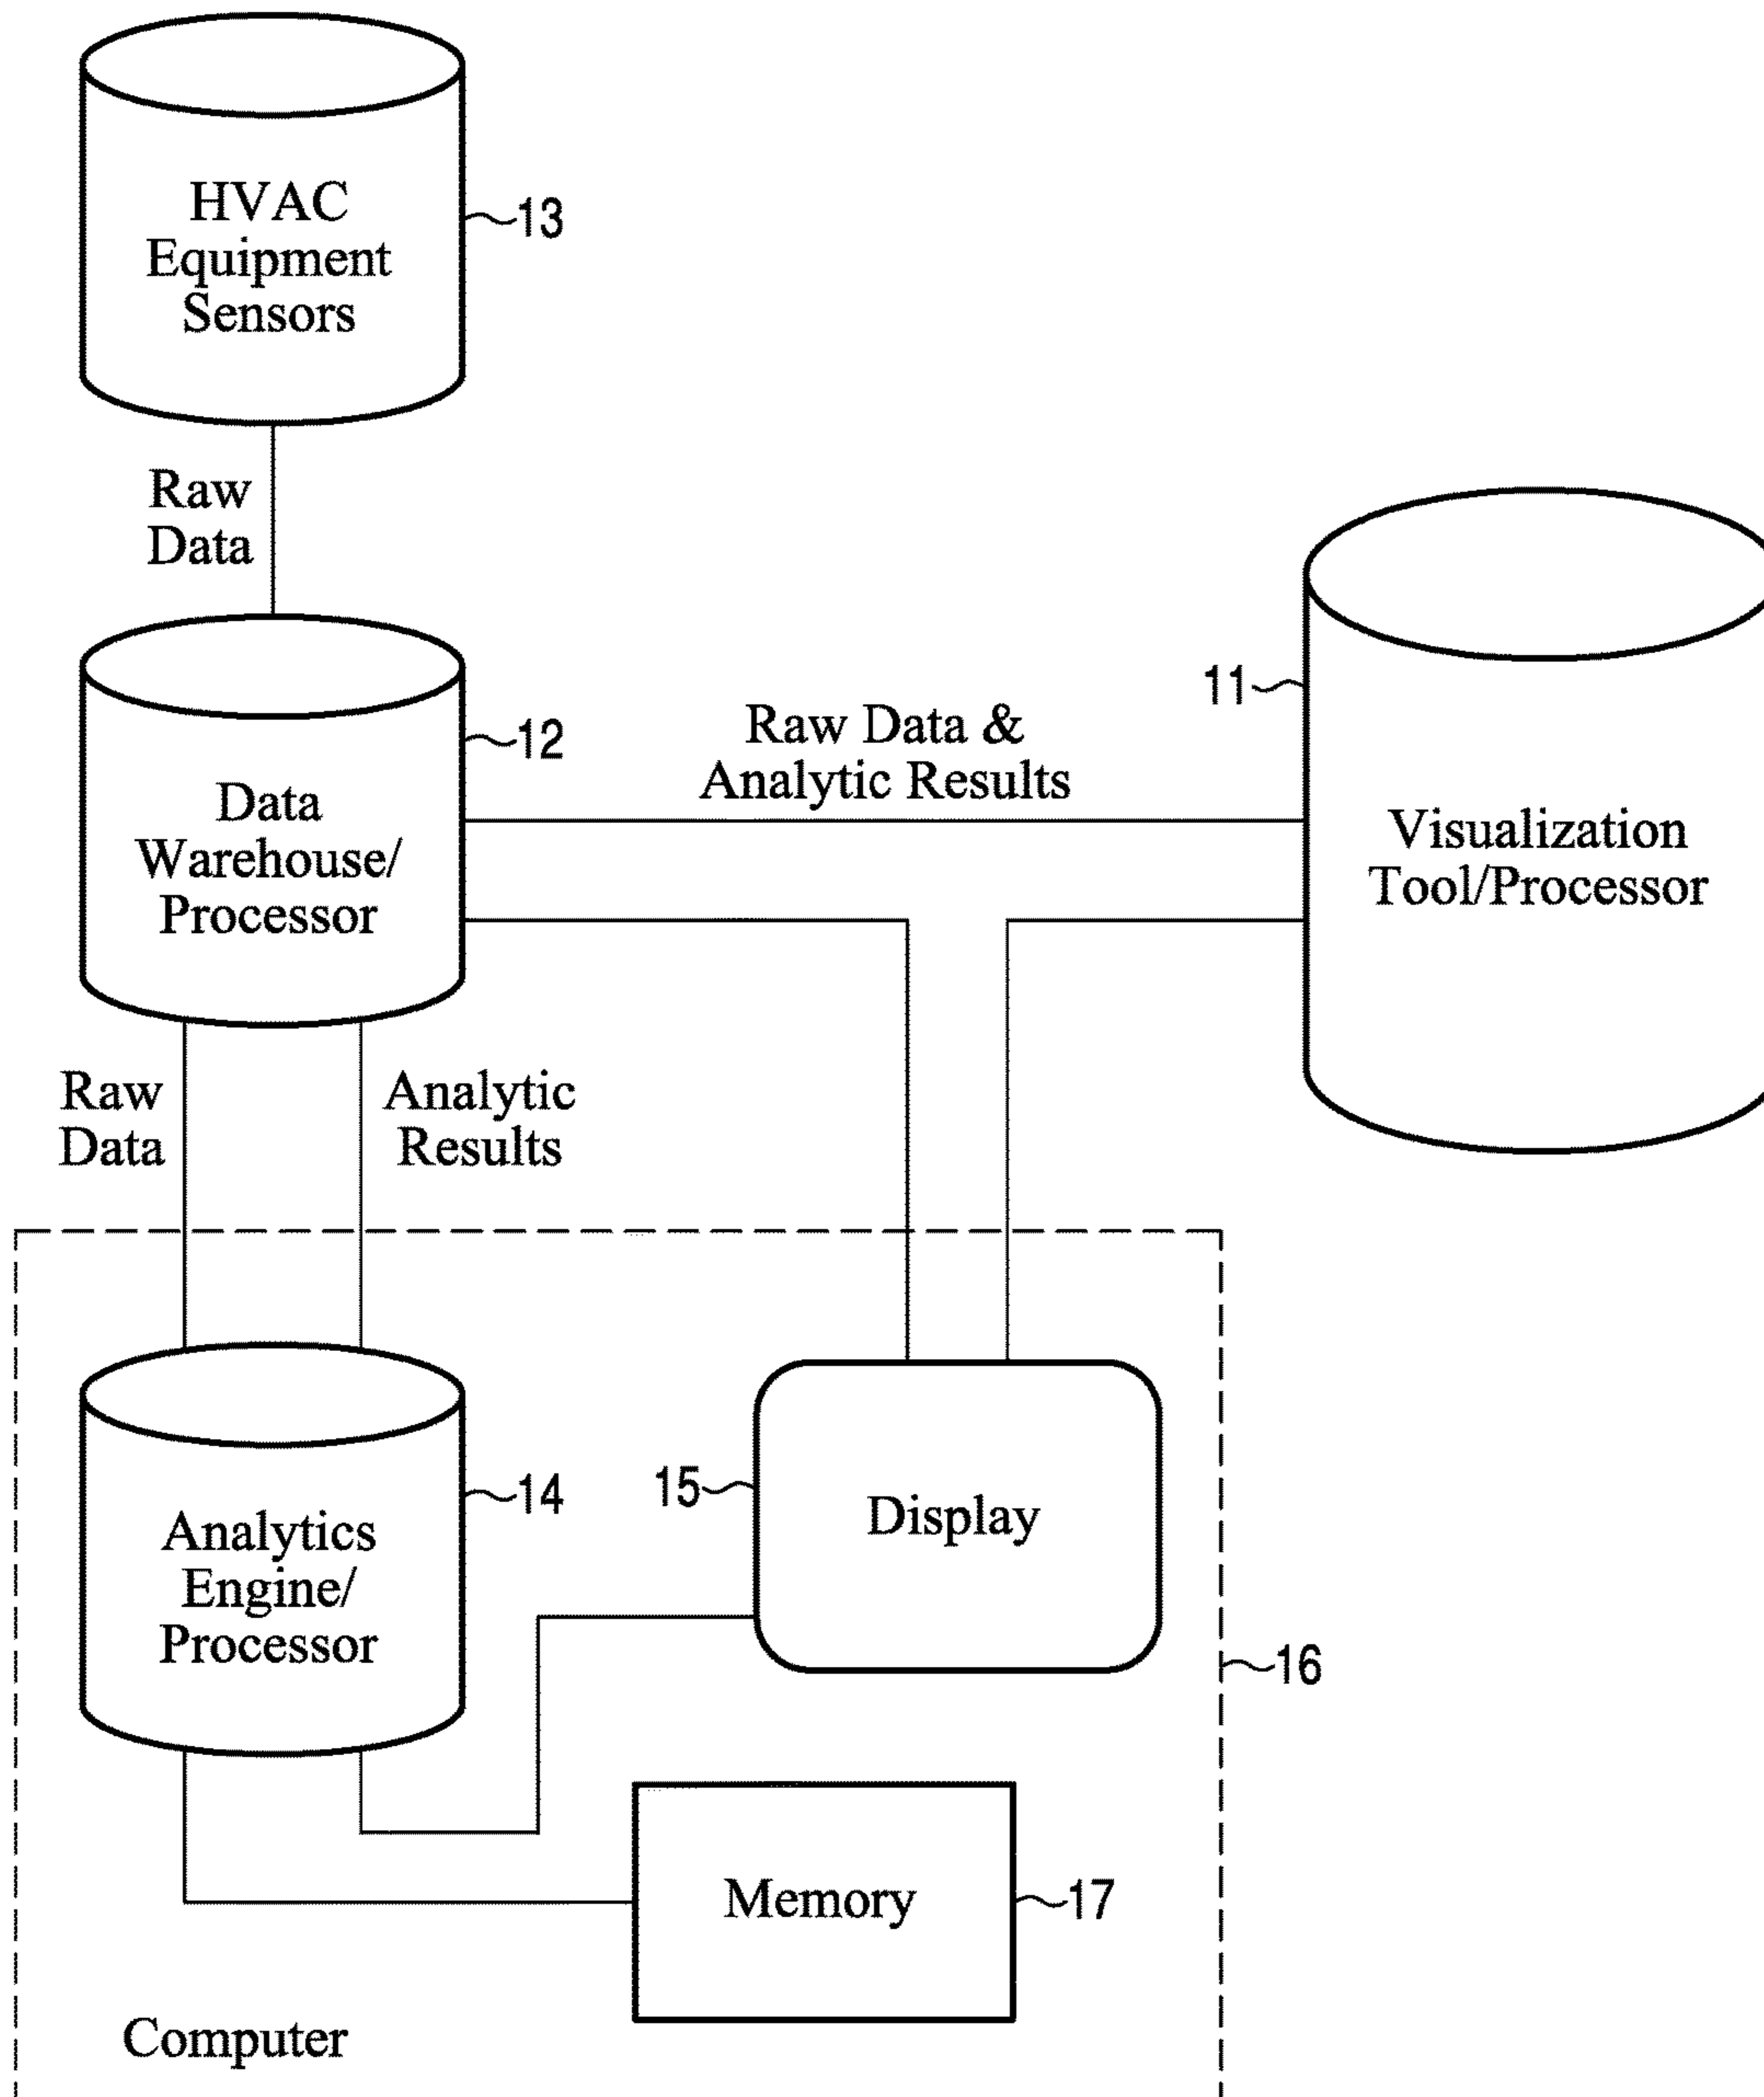 HVAC
Equipment
Sensors
13
Raw
Data
12
Data
Warehouse/
Processor
Raw Data &
Analytic Results
11
Visualization
Tool/Processor
Raw
Data
Analytic
Results
14
Analytics
Engine/
Processor
15
Display
16
Memory
17
Computer